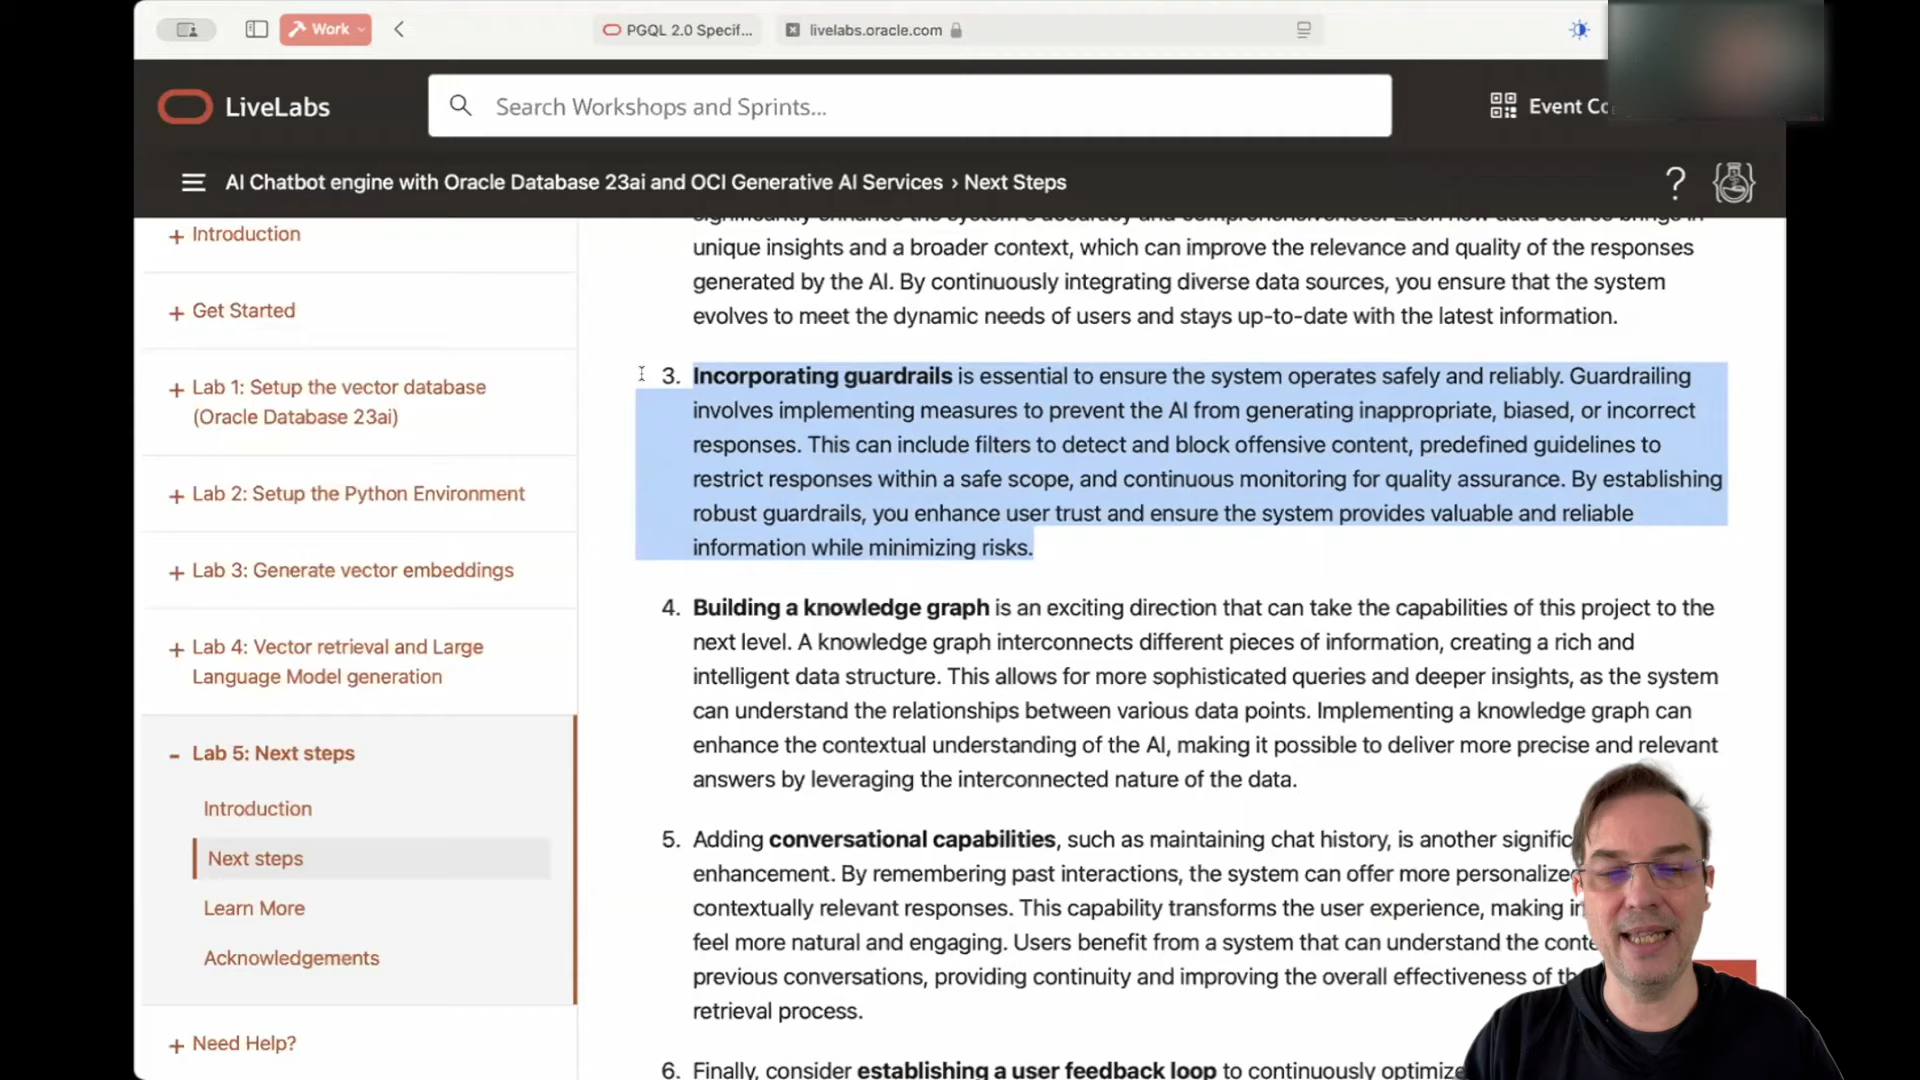 Work
PGQL 2.0 Specif...
livelabs.oracle.com
LiveLabs
Search Workshops and Sprints...
Event Co
AI Chatbot engine with Oracle Database 23ai and OCI Generative AI Services › Next Steps
?
+ Introduction
+ Get Started
+ Lab 1: Setup the vector database
(Oracle Database 23ai)
+ Lab 2: Setup the Python Environment
+ Lab 3: Generate vector embeddings
+ Lab 4: Vector retrieval and Large
Language Model generation
- Lab 5: Next steps
Introduction
Next steps
Learn More
Acknowledgements
+ Need Help?
unique insights and a broader context, which can improve the relevance and quality of the responses
generated by the AI. By continuously integrating diverse data sources, you ensure that the system
evolves to meet the dynamic needs of users and stays up-to-date with the latest information.
3. Incorporating guardrails is essential to ensure the system operates safely and reliably. Guardrailing
involves implementing measures to prevent the AI from generating inappropriate, biased, or incorrect
responses. This can include filters to detect and block offensive content, predefined guidelines to
restrict responses within a safe scope, and continuous monitoring for quality assurance. By establishing
robust guardrails, you enhance user trust and ensure the system provides valuable and reliable
information while minimizing risks.
4. Building a knowledge graph is an exciting direction that can take the capabilities of this project to the
next level. A knowledge graph interconnects different pieces of information, creating a rich and
intelligent data structure. This allows for more sophisticated queries and deeper insights, as the system
can understand the relationships between various data points. Implementing a knowledge graph can
enhance the contextual understanding of the AI, making it possible to deliver more precise and relevant
answers by leveraging the interconnected nature of the data.
5. Adding conversational capabilities, such as maintaining chat history, is another signific
enhancement. By remembering past interactions, the system can offer more personalize
contextually relevant responses. This capability transforms the user experience, making in
feel more natural and engaging. Users benefit from a system that can understand the conte
previous conversations, providing continuity and improving the overall effectiveness of th
retrieval process.
6. Finally, consider establishing a user feedback loop to continuously optimize